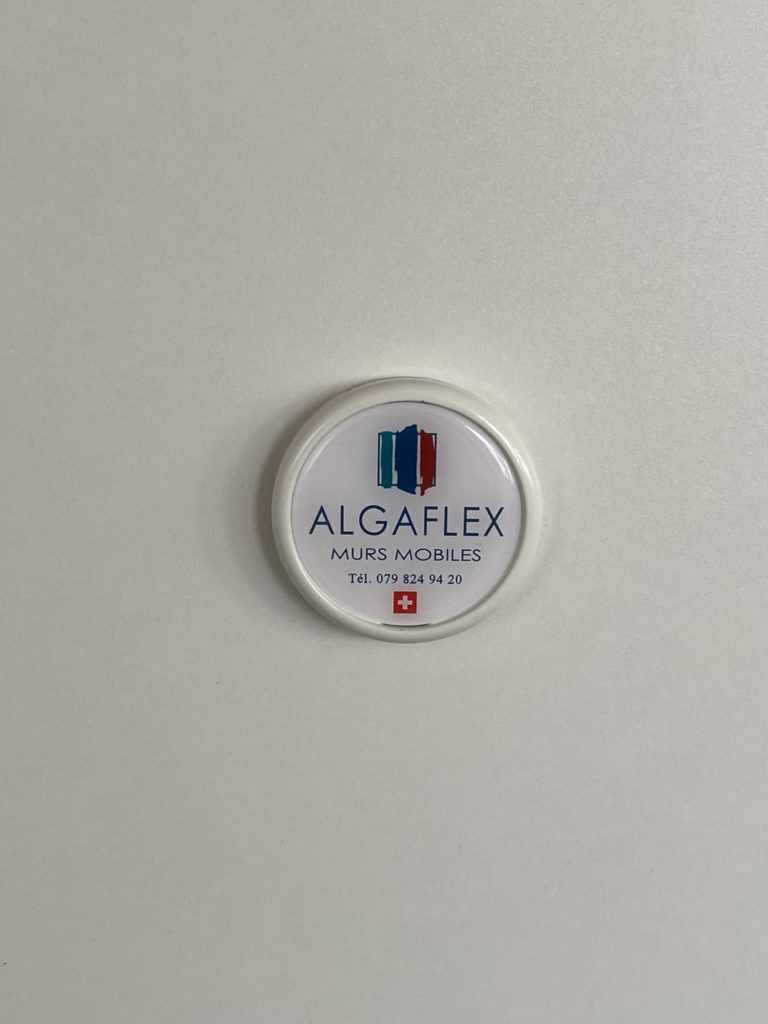 ALGAFLEX
MURS MOBILES
Tél. 079 824 94 20